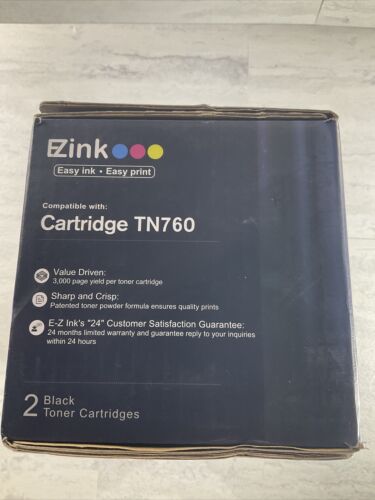 EZink
Easy ink • Easy print
Compatible with:
Cartridge TN760
Value Driven:
3,000 page yield per toner cartridge
Sharp and Crisp:
Patented toner powder formula ensures quality prints
E-Z Ink's "24" Customer Satisfaction Guarantee:
24 months limited warranty and guarantee reply to your inquiries
within 24 hours
2 Black
Toner Cartridges